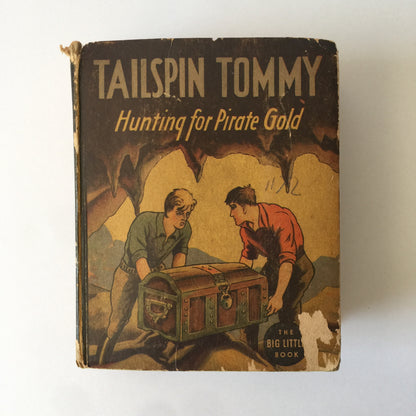 TAILSPIN TOMMY
Hunting for Pirate Gold
THE
BIG LITTLE
BOOK